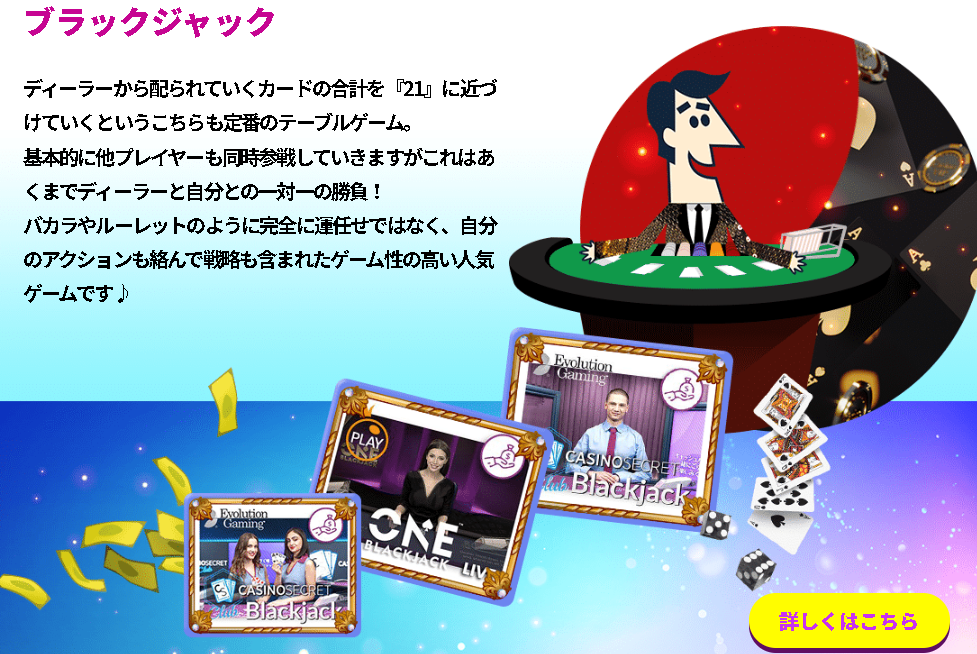 ブラックジャック
ディーラーから配られていくカードの合計を『21』に近づ
けていくというこちらも定番のテーブルゲーム。
基本的に他プレイヤーも同時参戦していきますがこれはあ
くまでディーラーと自分との一対一の勝負！
バカラやルーレットのように完全に運任せではなく、自分
のアクションも絡んで戦略も含まれたゲーム性の高い人気
ゲームです♪
Evolution
Gaming
CASINOSECRET
Club
Blackjack
PLAY
ONE
BLACKJACK
ONE
BLACKJACK LIV
Evolution
Gaming
CASINOSECRET
Club
Blackjack
詳しくはこちら